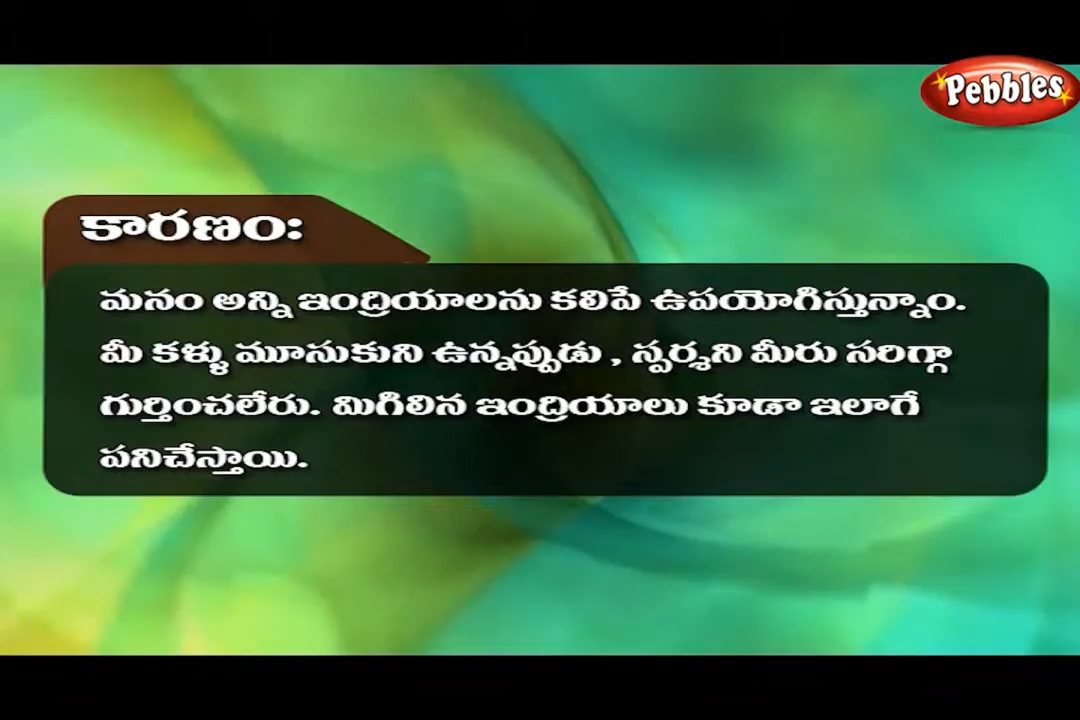 Pebbles
కారణం:
మనం అన్ని ఇంద్రియాలను కలిపే ఉపయోగిస్తున్నాం.
మీ కళ్ళు మూసుకుని ఉన్నప్పుడు , స్పర్శని మీరు సరిగ్గా
గుర్తించలేరు. మిగిలిన ఇంద్రియాలు కూడా ఇలాగే
పనిచేస్తాయి.